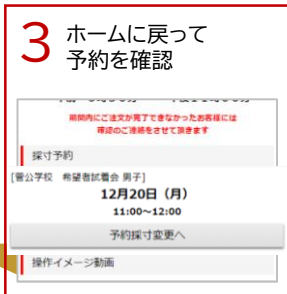 3
ホームに戻って
予約を確認
期間内にご注文が完了できなかったお客様には
確認のご連絡をさせて頂きます
採寸予約
[菅公学校 希望者試着会 男子]
12月20日（月）
11:00～12:00
予約採寸変更へ
操作イメージ動画